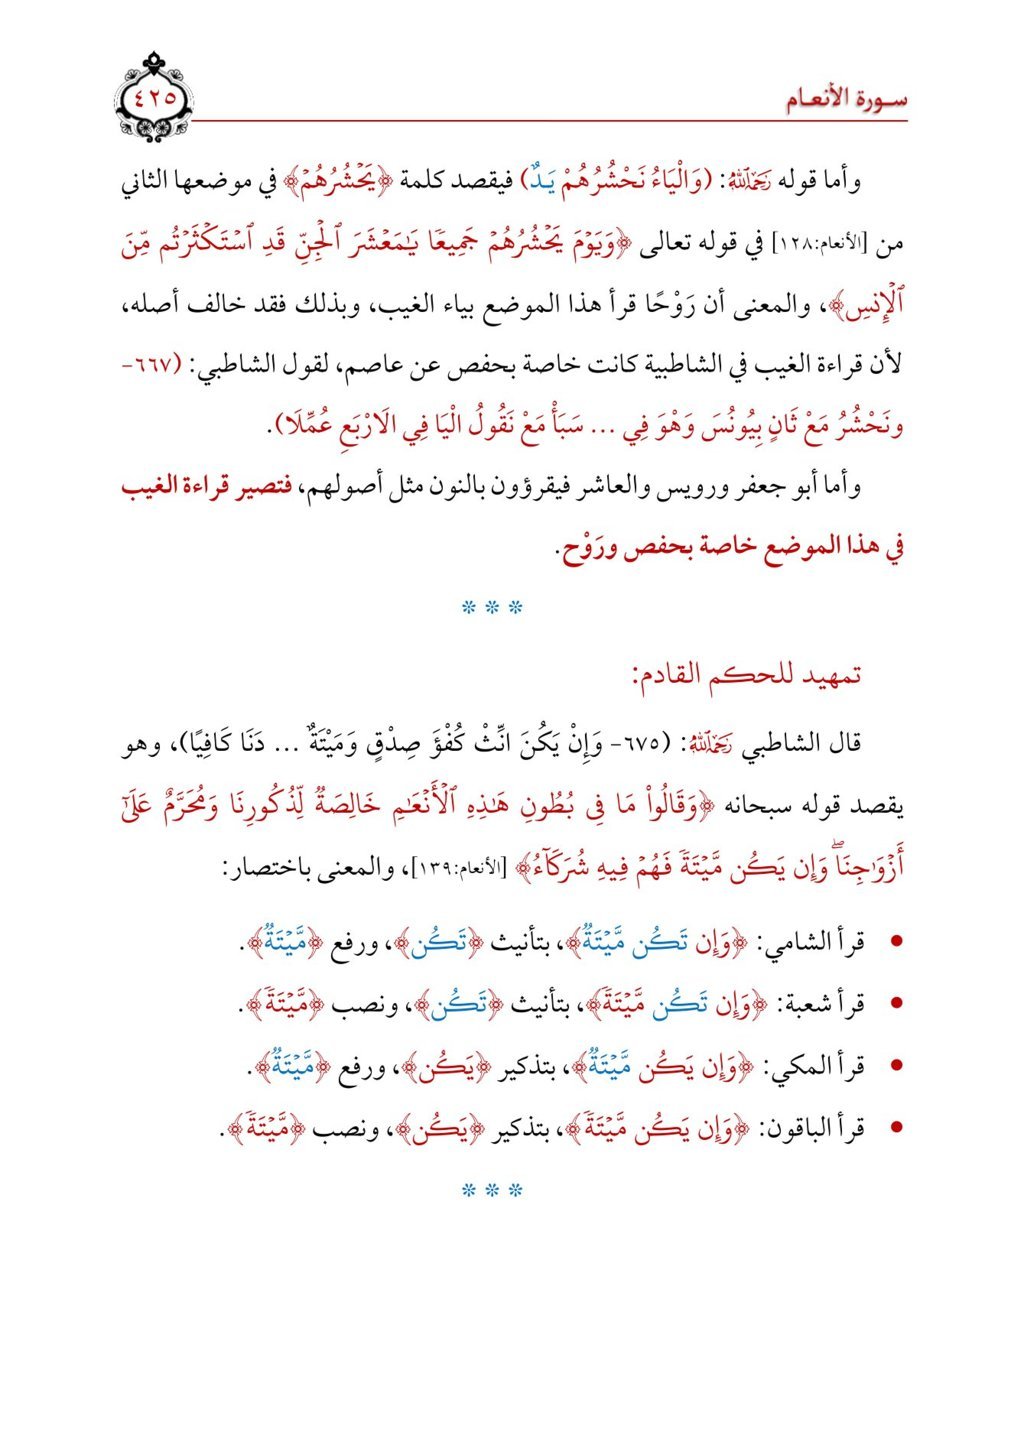 سورة الأنعام
٤٢٥
وأما قوله رَحِمَهُ اللَّهُ: (وَالْيَاءُ نَحْشُرُهُمْ يَدٌ) فيقصد كلمة ﴿يَحْشُرُهُمْ﴾ في موضعها الثاني
من [الأنعام:١٢٨] في قوله تعالى ﴿وَيَوْمَ يَحْشُرُهُمْ جَمِيعًا يَٰمَعْشَرَ ٱلْجِنِّ قَدِ ٱسْتَكْثَرْتُم مِّنَ
ٱلْإِنسِ﴾، والمعنى أن رَوْحًا قرأ هذا الموضع بياء الغيب، وبذلك فقد خالف أصله،
لأن قراءة الغيب في الشاطبية كانت خاصة بحفص عن عاصم، لقول الشاطبي: (٦٦٧-
ونَحْشُرُ مَعْ ثَانٍ بِيُونُسَ وَهْوَ فِي ... سَبَأْ مَعْ نَقُولُ الْيَا فِي الَارْبَعِ عُمِّلَا).
وأما أبو جعفر ورويس والعاشر فيقرؤون بالنون مثل أصولهم، فتصير قراءة الغيب
في هذا الموضع خاصة بحفص ورَوْح.
* * *
تمهيد للحكم القادم:
قال الشاطبي رَحِمَهُ اللَّهُ: (٦٧٥- وَإِنْ يَكُنَ انِّثْ كُفْؤَ صِدْقٍ وَمَيْتَةٌ ... دَنَا كَافِيًا)، وهو
يقصد قوله سبحانه ﴿وَقَالُوا۟ مَا فِى بُطُونِ هَٰذِهِ ٱلْأَنْعَٰمِ خَالِصَةٌ لِّذُكُورِنَا وَمُحَرَّمٌ عَلَىٰٓ
أَزْوَٰجِنَا ۖ وَإِن يَكُن مَّيْتَةً فَهُمْ فِيهِ شُرَكَآءُ﴾ [الأنعام:١٣٩]، والمعنى باختصار:
• قرأ الشامي: ﴿وَإِن تَكُن مَّيْتَةٌ﴾، بتأنيث ﴿تَكُن﴾، ورفع ﴿مَّيْتَةٌ﴾.
• قرأ شعبة: ﴿وَإِن تَكُن مَّيْتَةً﴾، بتأنيث ﴿تَكُن﴾، ونصب ﴿مَّيْتَةً﴾.
• قرأ المكي: ﴿وَإِن يَكُن مَّيْتَةٌ﴾، بتذكير ﴿يَكُن﴾، ورفع ﴿مَّيْتَةٌ﴾.
• قرأ الباقون: ﴿وَإِن يَكُن مَّيْتَةً﴾، بتذكير ﴿يَكُن﴾، ونصب ﴿مَّيْتَةً﴾.
* * *